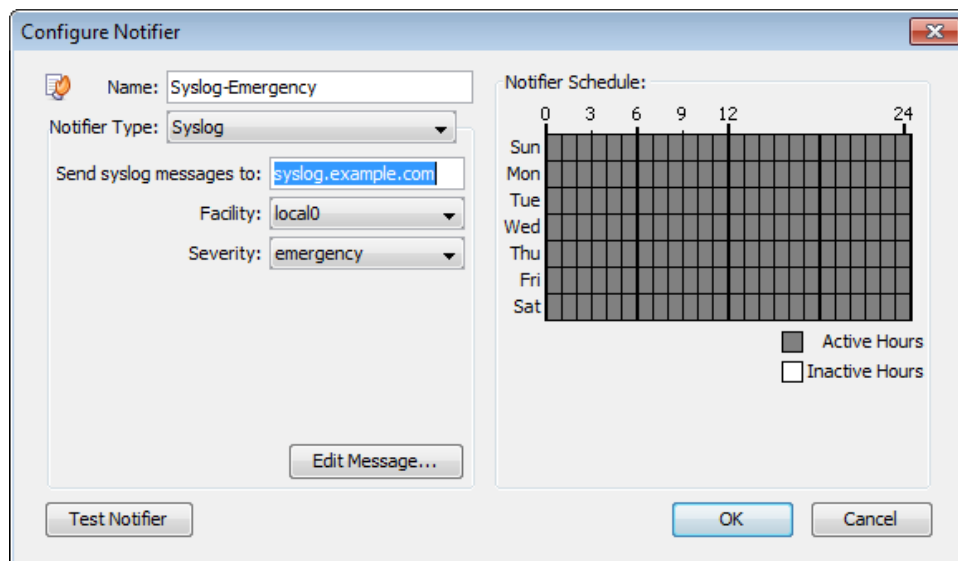 Configure Notifier
Name: Syslog-Emergency
Notifier Type: Syslog
Send syslog messages to: syslog.example.com
Facility: local0
Severity: emergency
Edit Message...
Notifier Schedule:
0 3 6 9 12 24
Sun
Mon
Tue
Wed
Thu
Fri
Sat
Active Hours
Inactive Hours
Test Notifier
OK
Cancel